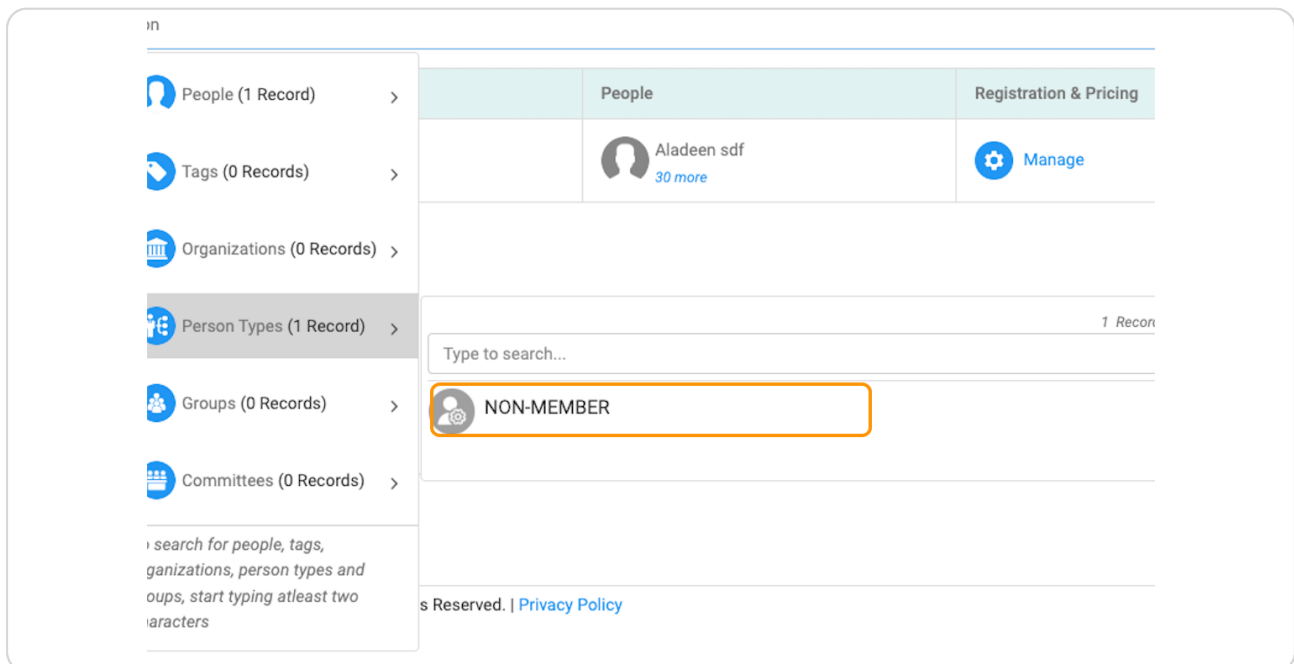 on
People (1 Record)
Tags (0 Records)
Organizations (0 Records)
Person Types (1 Record)
Groups (0 Records)
Committees (0 Records)
search for people, tags,
ganizations, person types and
oups, start typing atleast two
aracters
People
Registration & Pricing
Aladeen sdf
30 more
Manage
1 Recor
Type to search...
NON-MEMBER
s Reserved. | Privacy Policy